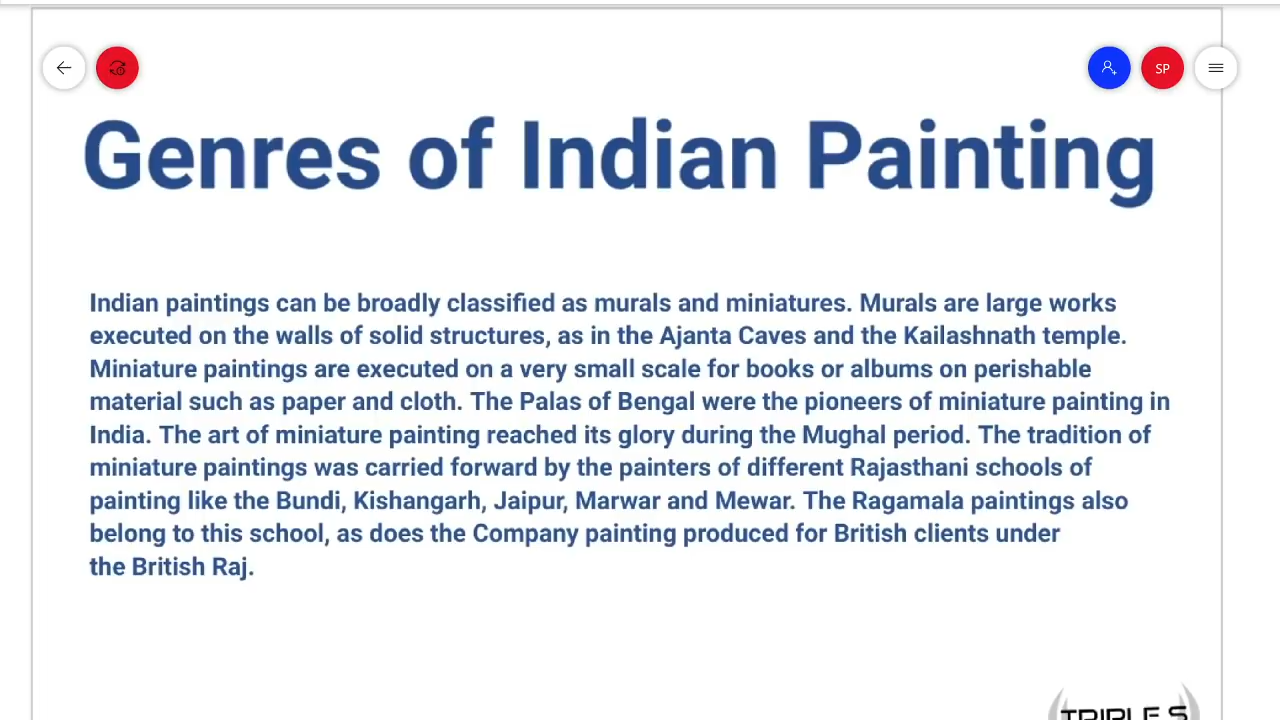 SP
Genres of Indian Painting
Indian paintings can be broadly classified as murals and miniatures. Murals are large works
executed on the walls of solid structures, as in the Ajanta Caves and the Kailashnath temple.
Miniature paintings are executed on a very small scale for books or albums on perishable
material such as paper and cloth. The Palas of Bengal were the pioneers of miniature painting in
India. The art of miniature painting reached its glory during the Mughal period. The tradition of
miniature paintings was carried forward by the painters of different Rajasthani schools of
painting like the Bundi, Kishangarh, Jaipur, Marwar and Mewar. The Ragamala paintings also
belong to this school, as does the Company painting produced for British clients under
the British Raj.
TRIPLE S